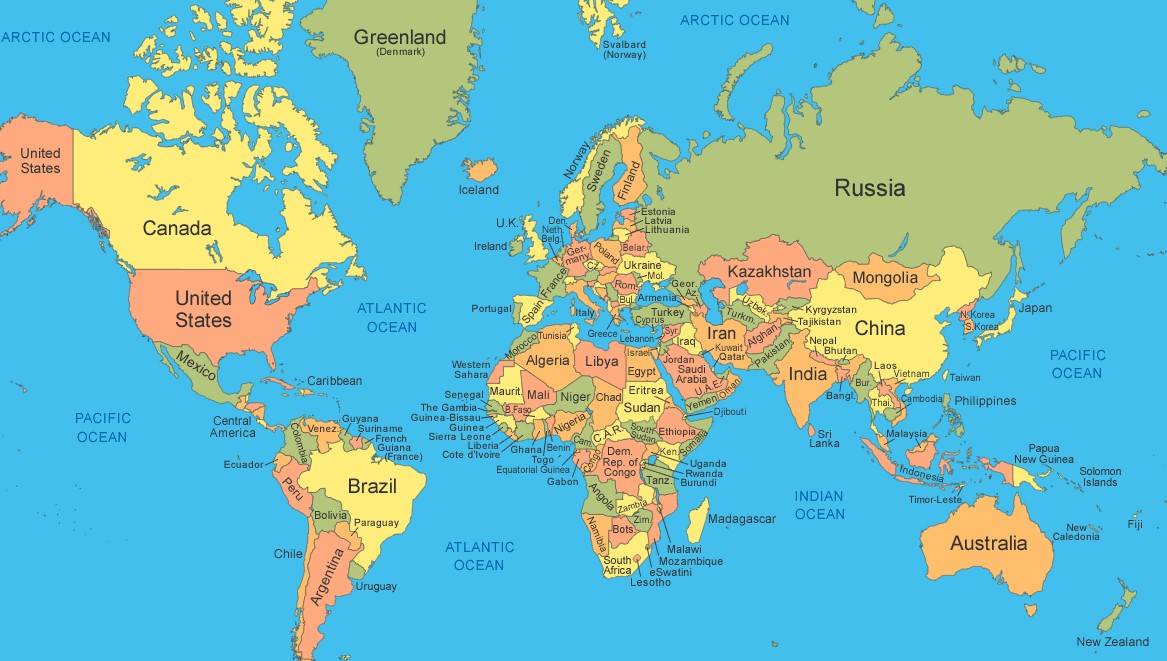 ARCTIC OCEAN
Greenland
(Denmark)
Svalbard
(Norway)
ARCTIC OCEAN
United
States
Canada
Iceland
Norway
Sweden
Finland
Russia
U.K.
Ireland
Den.
Neth.
Belg.
Estonia
Latvia
Lithuania
Belar.
Ger-
many
Poland
Cz.
Ukraine
Mol.
France
Rom.
Bul.
Kazakhstan
Mongolia
United
States
ATLANTIC
OCEAN
Portugal
Spain
Italy
Greece
Geor.
Az.
Armenia
Turkey
Cyprus
Lebanon
Syr.
Israel
Iraq
Jordan
Iran
Kuwait
Qatar
Uzbek.
Turkm.
Kyrgyzstan
Tajikistan
Afghan.
Pakistan
Nepal
Bhutan
China
N.Korea
S.Korea
Japan
PACIFIC
OCEAN
Mexico
Caribbean
Central
America
PACIFIC
OCEAN
Western
Sahara
Morocco
Tunisia
Algeria
Libya
Egypt
Saudi
Arabia
U.A.E.
Oman
Yemen
Djibouti
India
Bangl.
Bur.
Laos
Vietnam
Thai.
Cambodia
Taiwan
Philippines
Senegal
The Gambia
Guinea-Bissau
Guinea
Sierra Leone
Liberia
Cote d'Ivoire
Maurit.
Mali
B.Faso
Niger
Chad
Eritrea
Sudan
Ghana
Togo
Benin
Nigeria
Cam.
C.A.R.
South
Sudan
Ethiopia
Somalia
Equatorial Guinea
Gabon
Congo
Dem.
Rep. of
Congo
Ken.
Uganda
Rwanda
Burundi
Tanz.
Sri
Lanka
Malaysia
Indonesia
Papua
New Guinea
Solomon
Islands
Timor-Leste
Venez.
Guyana
Suriname
French
Guiana
(France)
Colombia
Ecuador
Peru
Brazil
Bolivia
Paraguay
Chile
Argentina
Uruguay
ATLANTIC
OCEAN
Angola
Zambia
Zim.
Namibia
Bots.
South
Africa
Madagascar
Malawi
Mozambique
eSwatini
Lesotho
INDIAN
OCEAN
Australia
New
Caledonia
Fiji
New Zealand